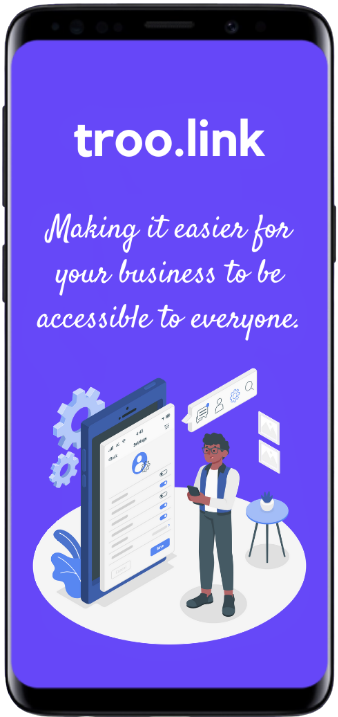 troo.link
Making it easier for
your business to be
accessible to everyone.